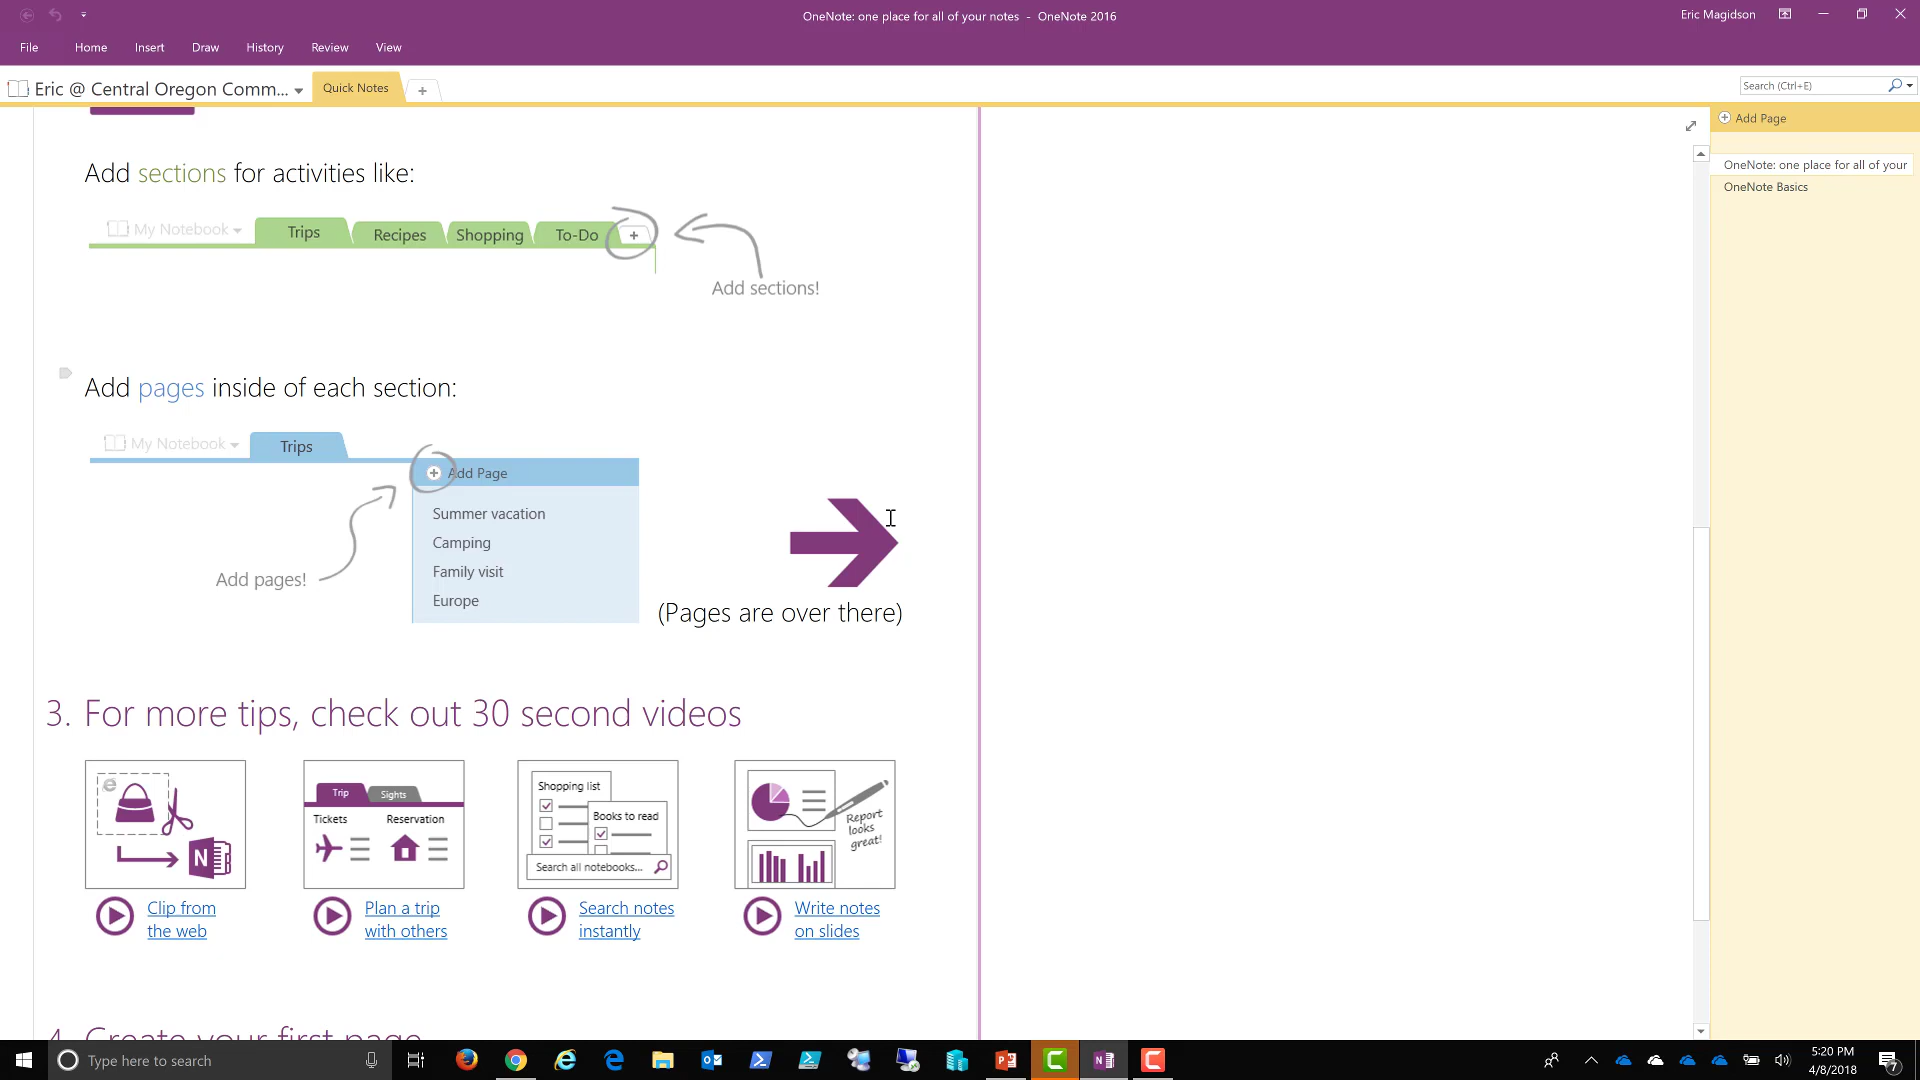 OneNote: one place for all of your notes - OneNote 2016
Eric Magidson
File Home Insert Draw History Review View
Eric @ Central Oregon Comm...
Quick Notes
Search (Ctrl+E)
Add Page
OneNote: one place for all of your
OneNote Basics
Add sections for activities like:
My Notebook
Trips
Recipes
Shopping
To-Do
Add sections!
Add pages inside of each section:
My Notebook
Trips
Add Page
Summer vacation
Camping
Family visit
Europe
Add pages!
(Pages are over there)
3. For more tips, check out 30 second videos
Trip
Sights
Tickets
Reservation
Shopping list
Books to read
Search all notebooks...
Report
looks
great!
N
Clip from
the web
Plan a trip
with others
Search notes
instantly
Write notes
on slides
4. Create your first page
Type here to search
5:20 PM
4/8/2018
7